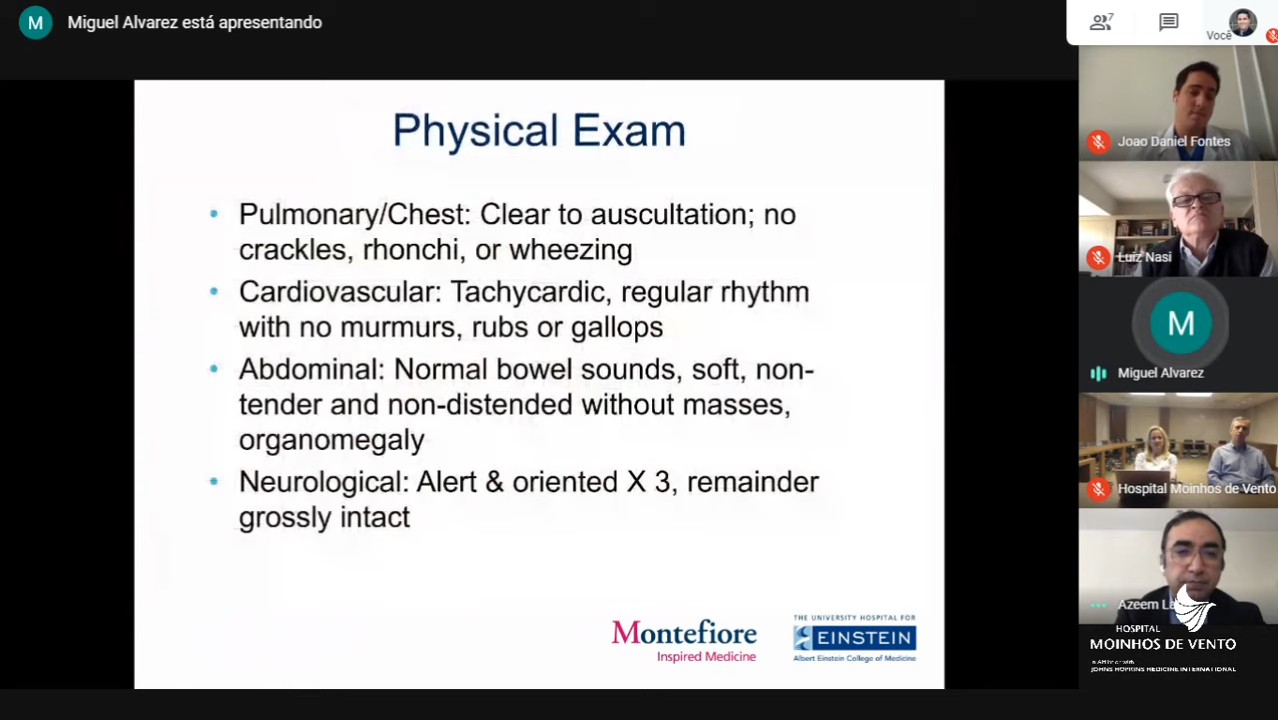 M
Miguel Alvarez está apresentando
7
Você
Physical Exam
• Pulmonary/Chest: Clear to auscultation; no
crackles, rhonchi, or wheezing
• Cardiovascular: Tachycardic, regular rhythm
with no murmurs, rubs or gallops
• Abdominal: Normal bowel sounds, soft, non-
tender and non-distended without masses,
organomegaly
• Neurological: Alert & oriented X 3, remainder
grossly intact
Montefiore
Inspired Medicine
THE UNIVERSITY HOSPITAL FOR
EINSTEIN
Albert Einstein College of Medicine
Joao Daniel Fontes
Luiz Nasi
M
Miguel Alvarez
Hospital Moinhos de Vento
Azeem La
HOSPITAL
MOINHOS DE VENTO
JOHNS HOPKINS MEDICINE INTERNATIONAL